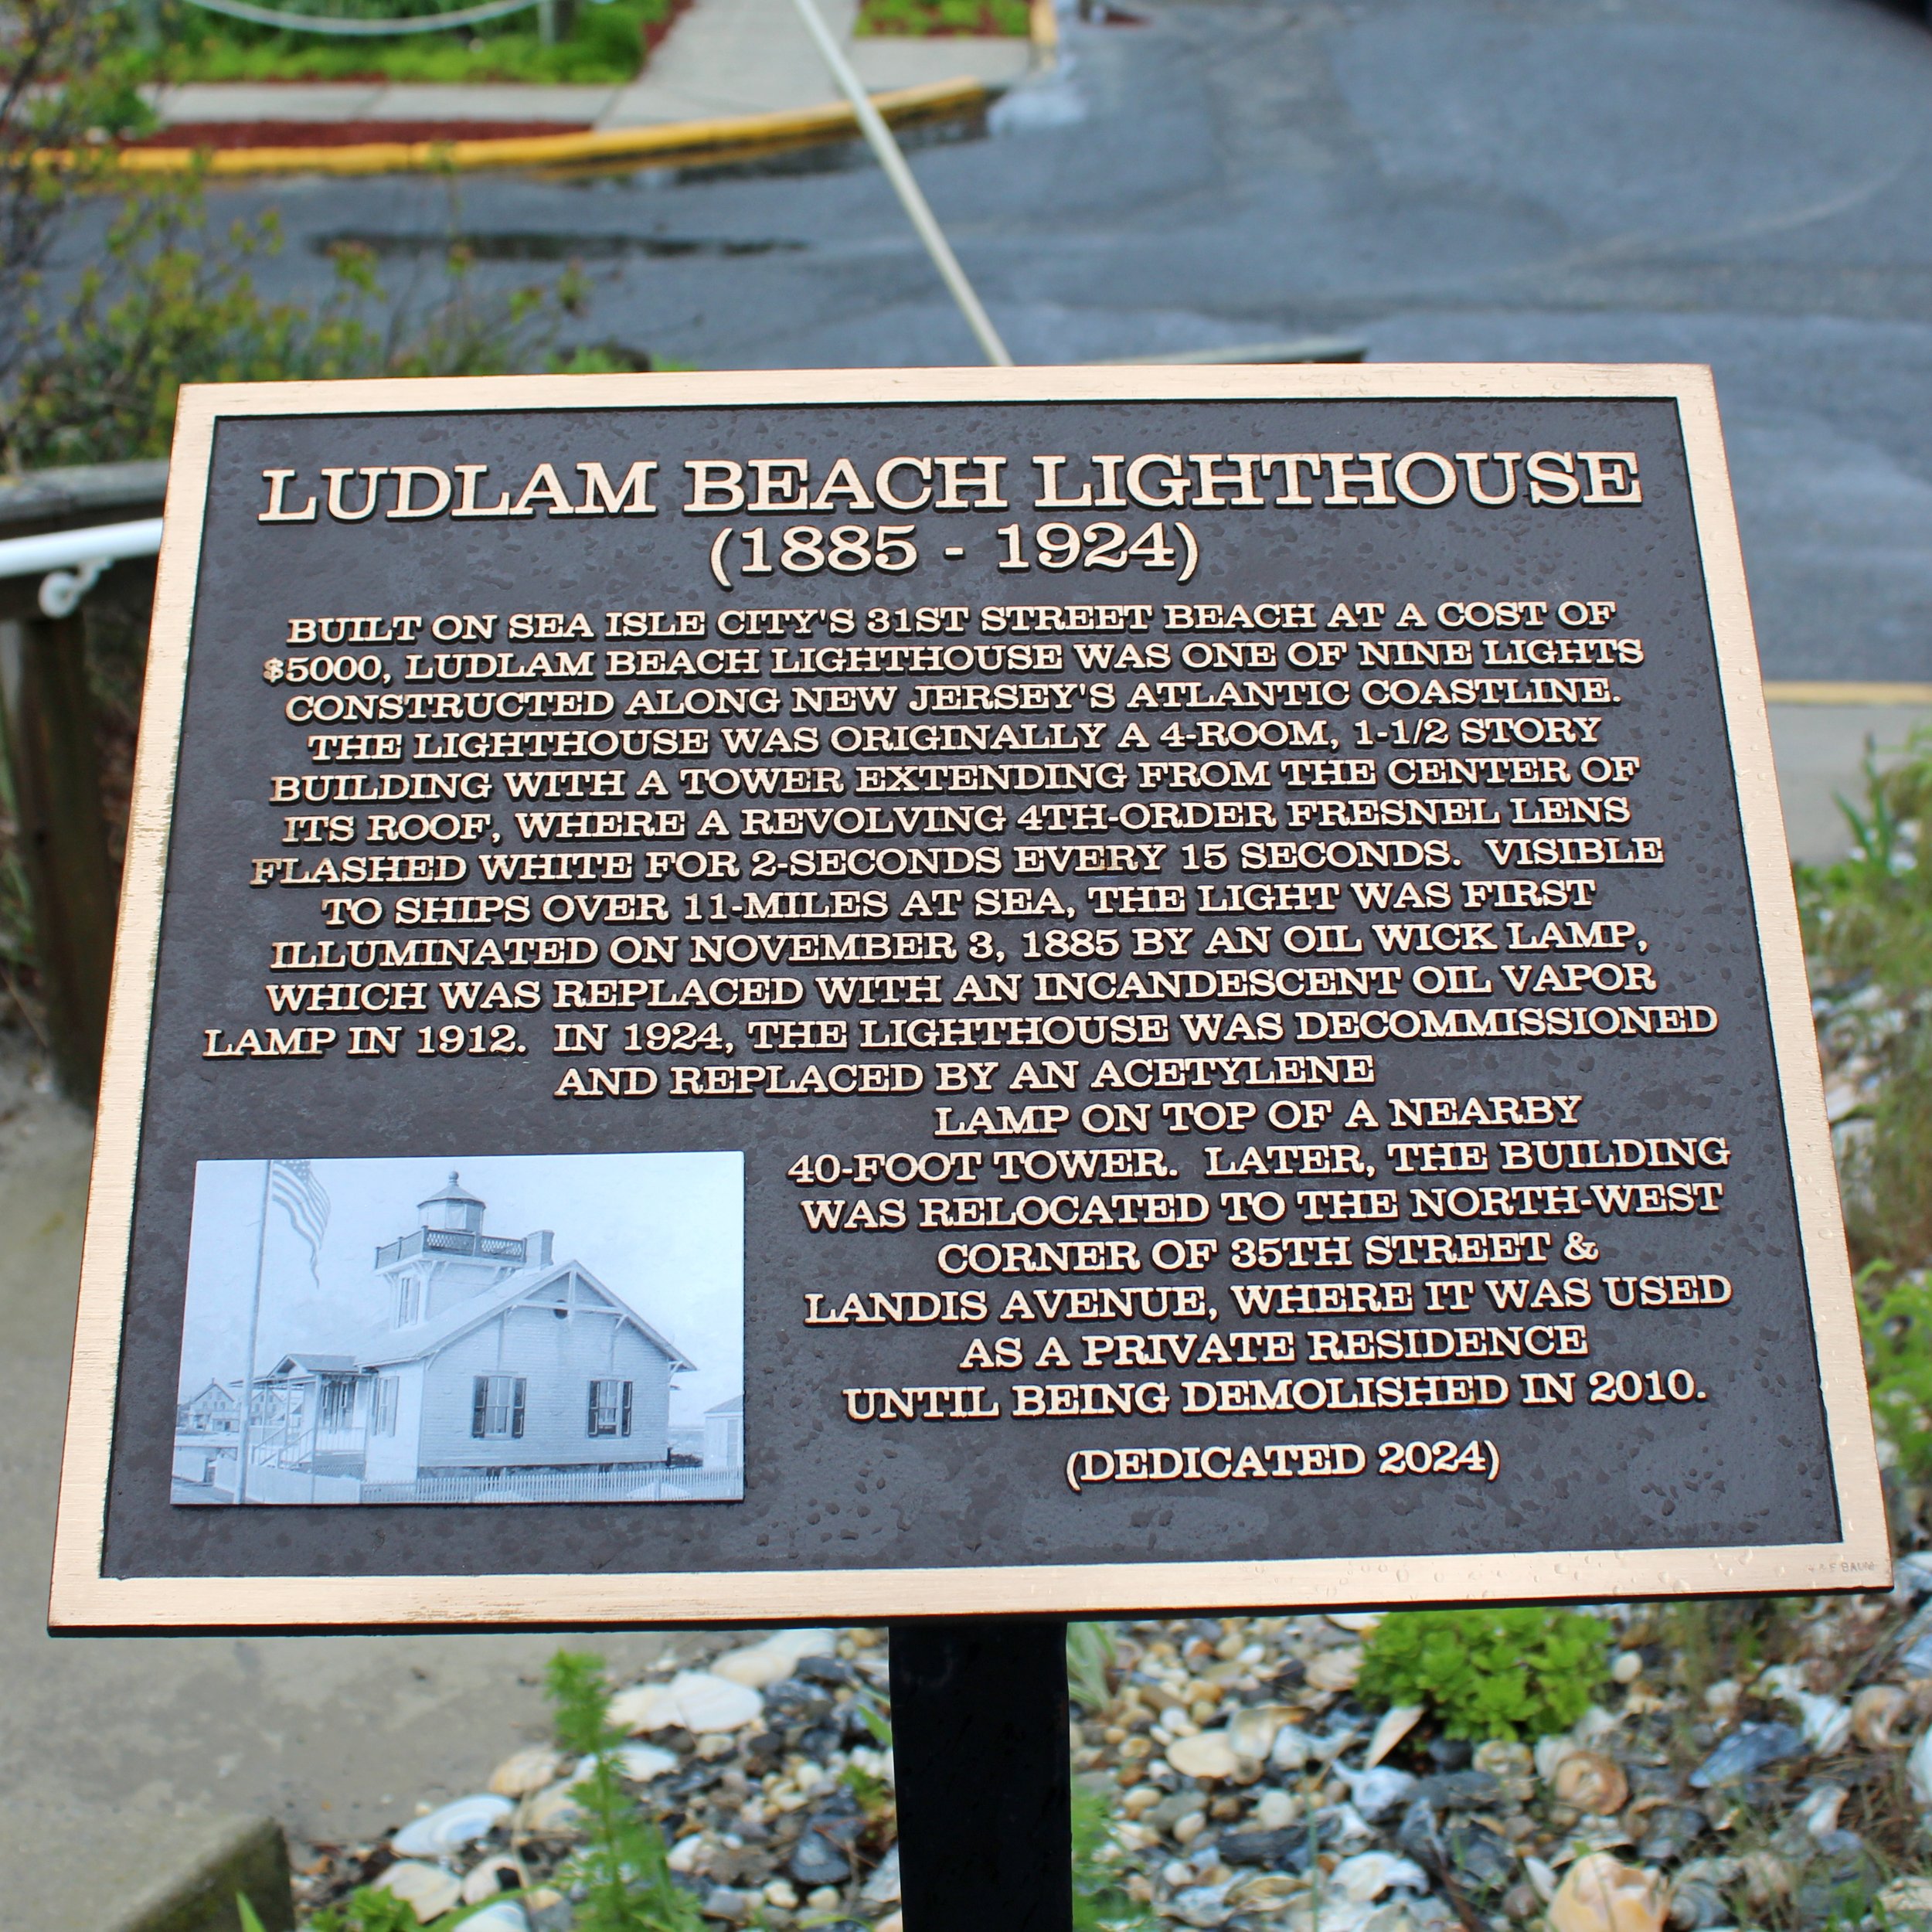 LUDLAM BEACH LIGHTHOUSE
(1885 - 1924)
BUILT ON SEA ISLE CITY'S 31ST STREET BEACH AT A COST OF
$5000, LUDLAM BEACH LIGHTHOUSE WAS ONE OF NINE LIGHTS
CONSTRUCTED ALONG NEW JERSEY'S ATLANTIC COASTLINE.
THE LIGHTHOUSE WAS ORIGINALLY A 4-ROOM, 1-1/2 STORY
BUILDING WITH A TOWER EXTENDING FROM THE CENTER OF
ITS ROOF, WHERE A REVOLVING 4TH-ORDER FRESNEL LENS
FLASHED WHITE FOR 2-SECONDS EVERY 15 SECONDS. VISIBLE
TO SHIPS OVER 11-MILES AT SEA, THE LIGHT WAS FIRST
ILLUMINATED ON NOVEMBER 3, 1885 BY AN OIL WICK LAMP,
WHICH WAS REPLACED WITH AN INCANDESCENT OIL VAPOR
LAMP IN 1912. IN 1924, THE LIGHTHOUSE WAS DECOMMISSIONED
AND REPLACED BY AN ACETYLENE
LAMP ON TOP OF A NEARBY
40-FOOT TOWER. LATER, THE BUILDING
WAS RELOCATED TO THE NORTH-WEST
CORNER OF 35TH STREET &
LANDIS AVENUE, WHERE IT WAS USED
AS A PRIVATE RESIDENCE
UNTIL BEING DEMOLISHED IN 2010.
(DEDICATED 2024)